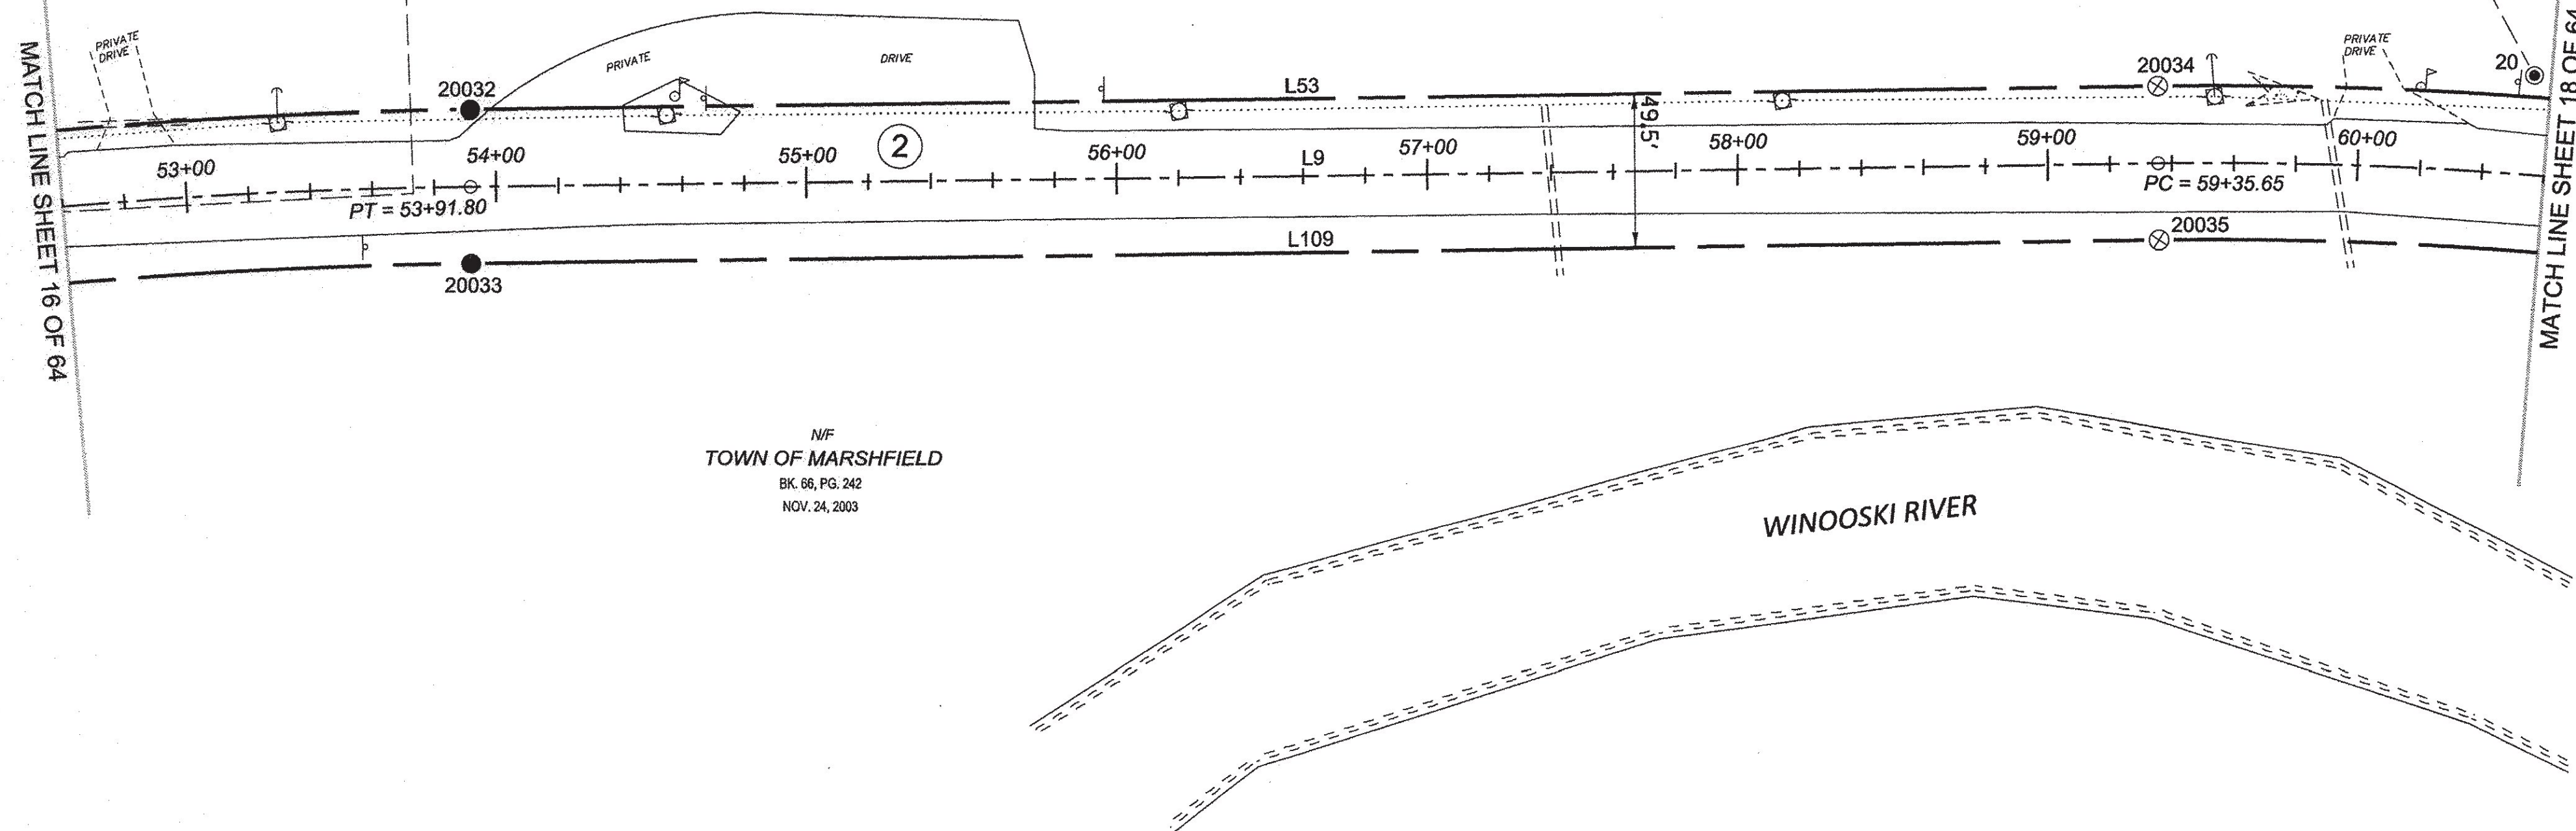 MATCH LINE SHEET 16 OF 64
PRIVATE
DRIVE
20032
PRIVATE
DRIVE
L53
20034
PRIVATE
DRIVE
20
MATCH LINE SHEET 18 OF 64
53+00
54+00
55+00
2
56+00
L9
57+00
49.5'
58+00
59+00
60+00
PT = 53+91.80
PC = 59+35.65
L109
20033
20035
N/F
TOWN OF MARSHFIELD
BK. 66, PG. 242
NOV. 24, 2003
WINOOSKI RIVER